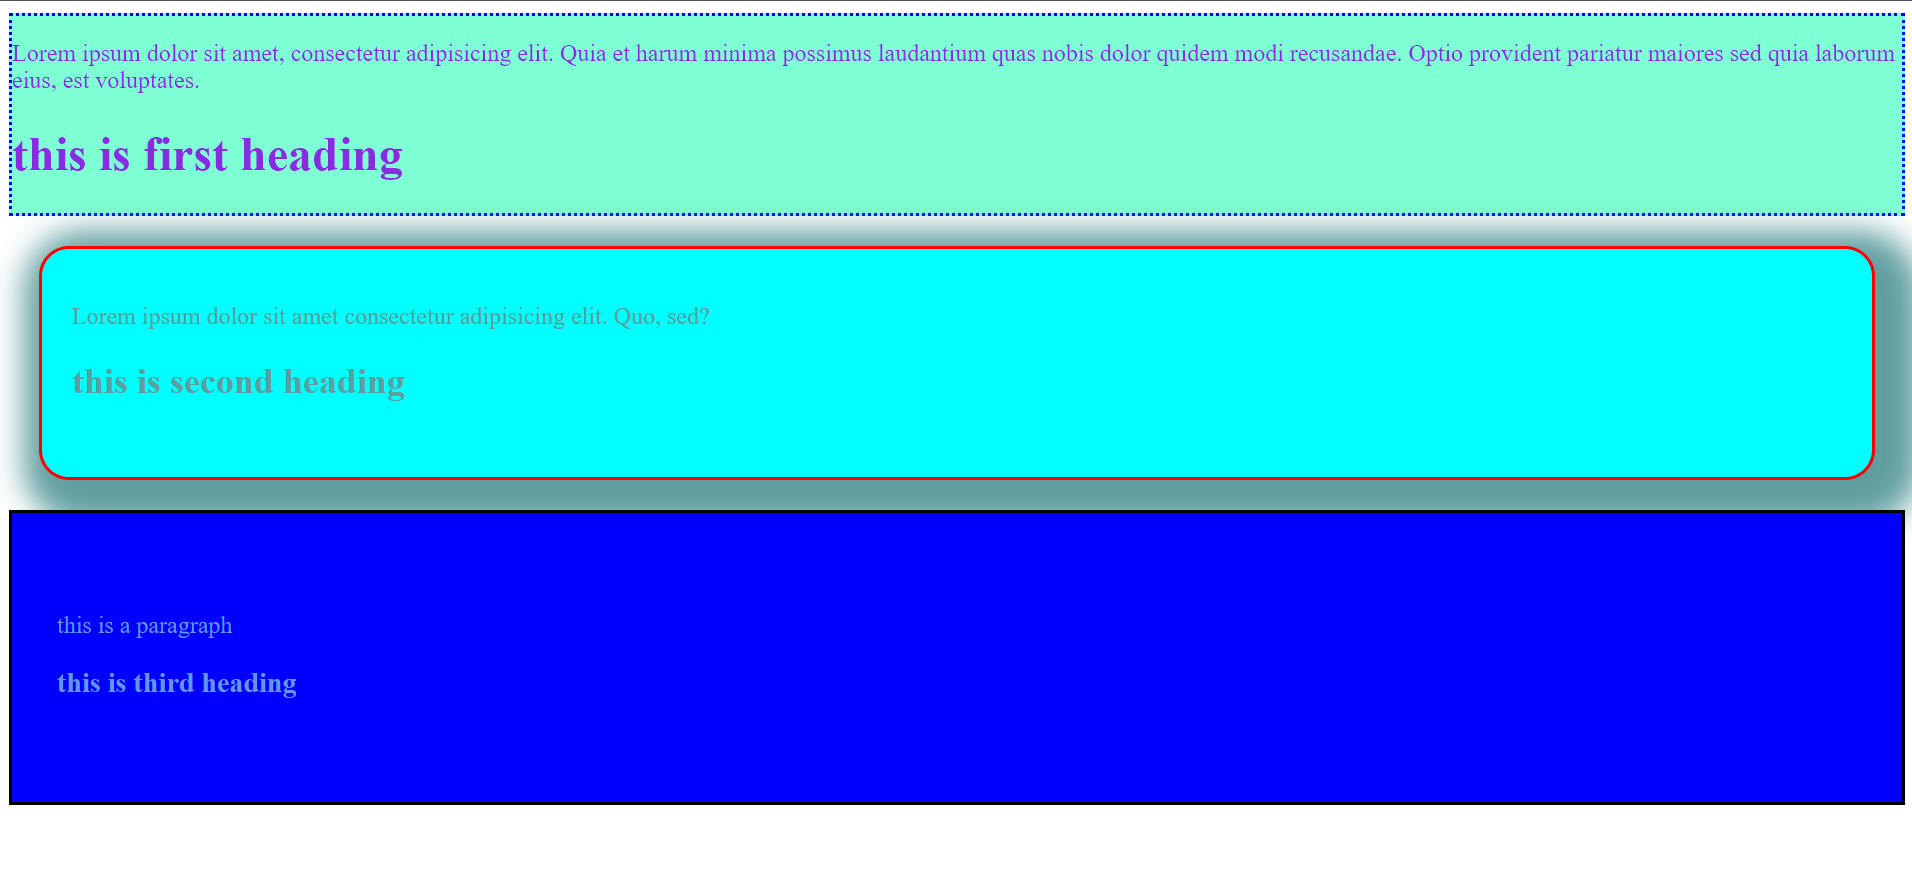 Lorem ipsum dolor sit amet, consectetur adipisicing elit. Quia et harum minima possimus laudantium quas nobis dolor quidem modi recusandae. Optio provident pariatur maiores sed quia laborum
eius, est voluptates.
this is first heading
Lorem ipsum dolor sit amet consectetur adipisicing elit. Quo, sed?
this is second heading
this is a paragraph
this is third heading